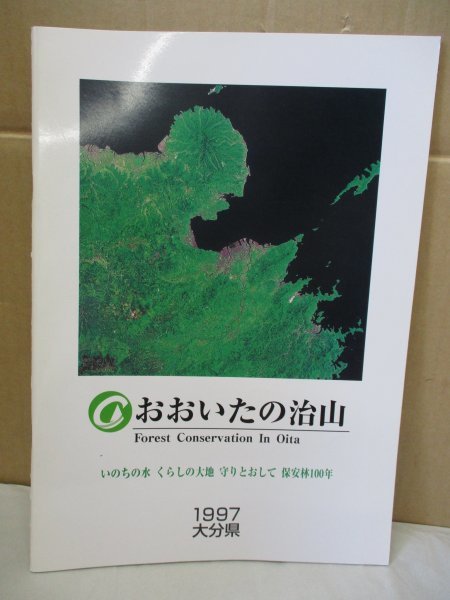 おおいたの治山
Forest Conservation In Oita
いのちの水 くらしの大地 守りとおして 保安林100年
1997
大分県